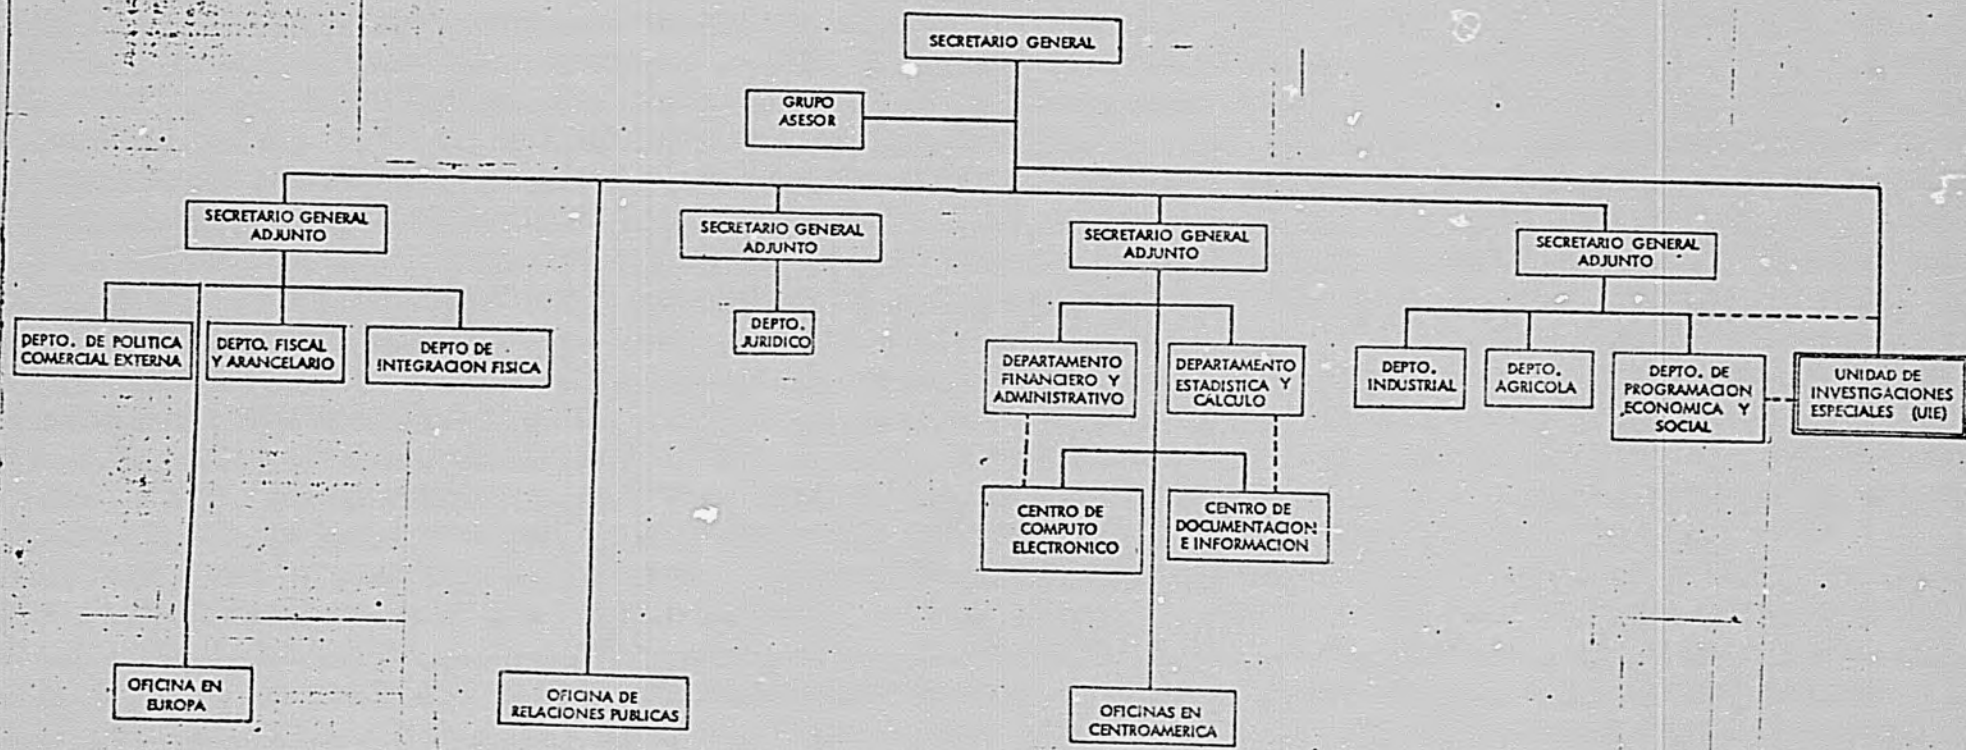 SECRETARIO GENERAL
GRUPO
ASESOR
SECRETARIO GENERAL
ADJUNTO
SECRETARIO GENERAL
ADJUNTO
SECRETARIO GENERAL
ADJUNTO
SECRETARIO GENERAL
ADJUNTO
DEPTO. DE POLITICA
COMERCIAL EXTERNA
DEPTO. FISCAL
Y ARANCELARIO
DEPTO DE
INTEGRACION FISICA
DEPTO.
JURIDICO
DEPARTAMENTO
FINANCIERO Y
ADMINISTRATIVO
DEPARTAMENTO
ESTADISTICA Y
CALCULO
DEPTO.
INDUSTRIAL
DEPTO.
AGRICOLA
DEPTO. DE
PROGRAMACION
ECONOMICA Y
SOCIAL
UNIDAD DE
INVESTIGACIONES
ESPECIALES (UIE)
CENTRO DE
COMPUTO
ELECTRONICO
CENTRO DE
DOCUMENTACION
E INFORMACION
OFICINA EN
EUROPA
OFICINA DE
RELACIONES PUBLICAS
OFICINAS EN
CENTROAMERICA